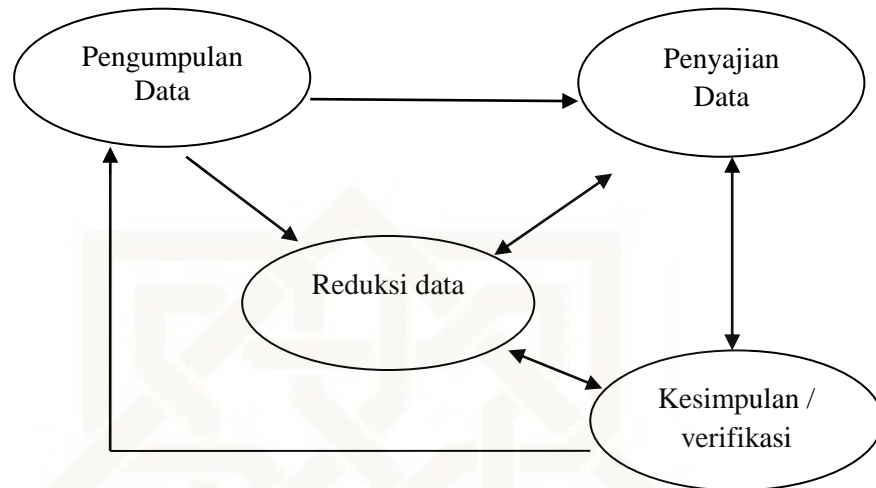 Pengumpulan
Data
Penyajian
Data
Reduksi data
Kesimpulan /
verifikasi